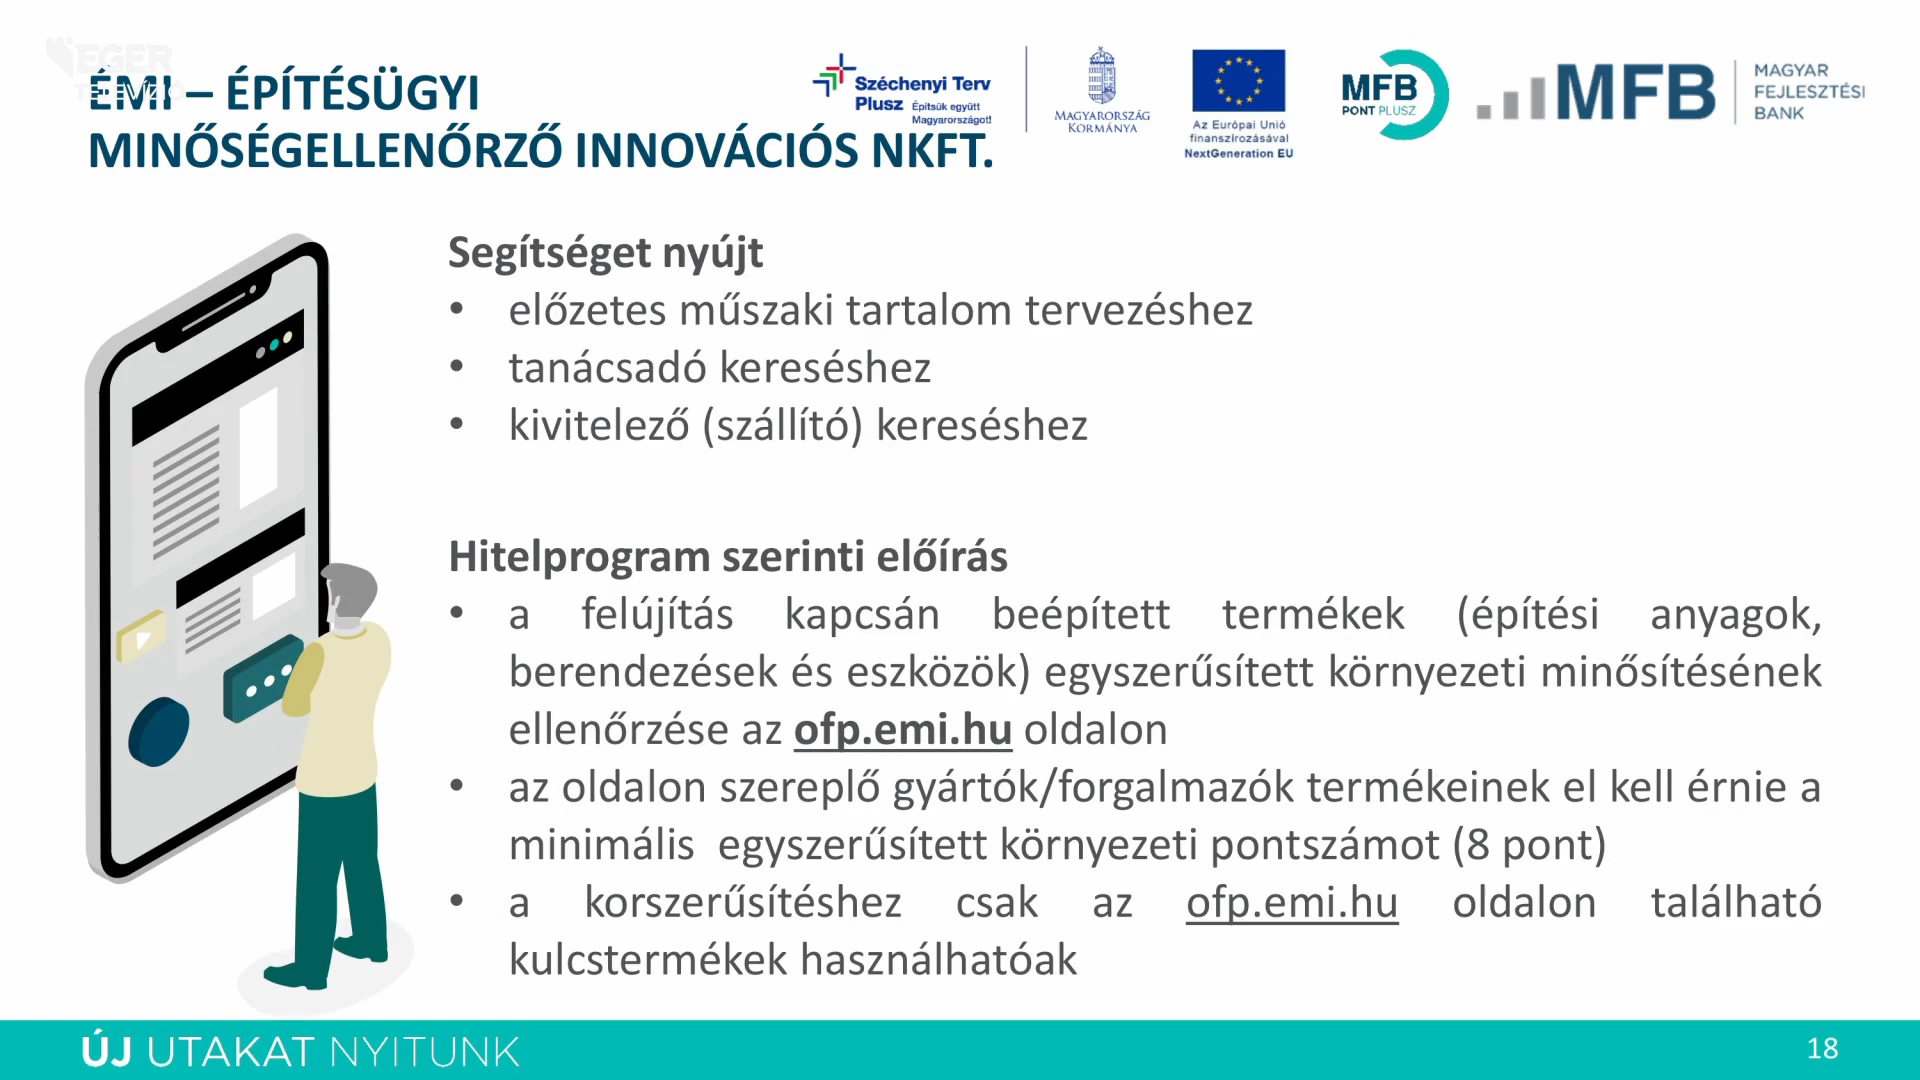 EGER
TELEVÍZIÓ
ÉMI – ÉPÍTÉSÜGYI
MINŐSÉGELLENŐRZŐ INNOVÁCIÓS NKFT.
Széchenyi Terv
Plusz Építsük együtt
Magyarországot!
MAGYARORSZÁG
KORMÁNYA
Az Európai Unió
finanszírozásával
NextGeneration EU
MFB
PONT PLUSZ
MFB
MAGYAR
FEJLESZTÉSI
BANK
Segítséget nyújt
• előzetes műszaki tartalom tervezéshez
• tanácsadó kereséshez
• kivitelező (szállító) kereséshez
Hitelprogram szerinti előírás
• a felújítás kapcsán beépített termékek (építési anyagok,
berendezések és eszközök) egyszerűsített környezeti minősítésének
ellenőrzése az ofp.emi.hu oldalon
• az oldalon szereplő gyártók/forgalmazók termékeinek el kell érnie a
minimális egyszerűsített környezeti pontszámot (8 pont)
• a korszerűsítéshez csak az ofp.emi.hu oldalon található
kulcstermékek használhatóak
ÚJ UTAKAT NYITUNK
18